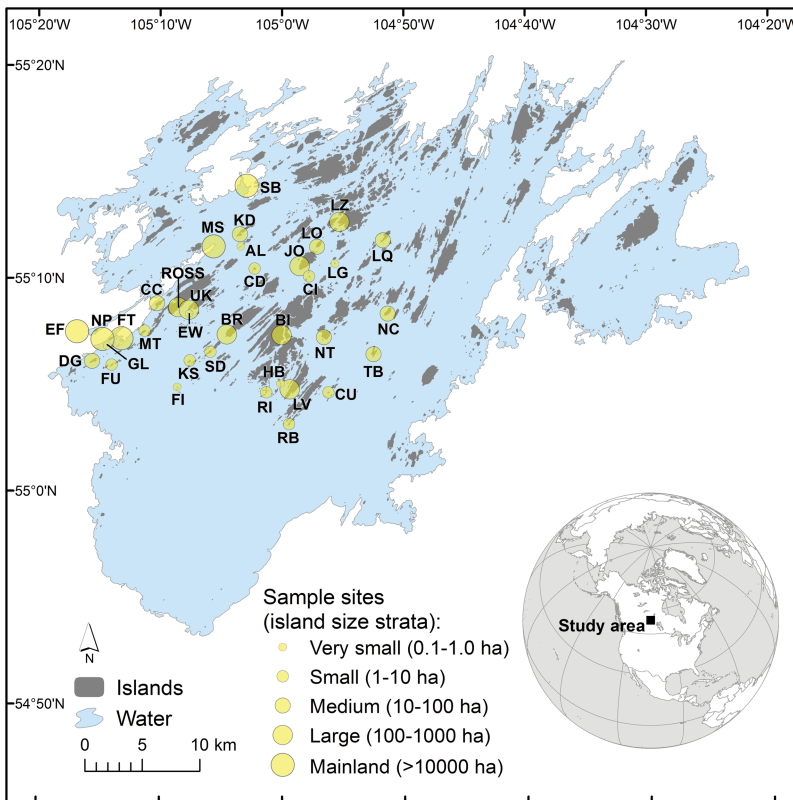 105°20'W 105°10'W 105°0'W 104°50'W 104°40'W 104°30'W 104°20'W
55°20'N
SB
LZ
MS KD
LO
AL
JO
LQ
55°10'N
ROSS
CD
LG
CI
CC
UK
EW
BR
BI
NC
EF
NP FT
MT
NT
DG
GL
FU
KS SD
HB
TB
FI
RI
LV
CU
RB
55°0'N
Sample sites
(island size strata):
Very small (0.1-1.0 ha)
Small (1-10 ha)
Medium (10-100 ha)
Large (100-1000 ha)
Mainland (>10000 ha)
Study area
N
54°50'N
Islands
Water
0 5 10 km